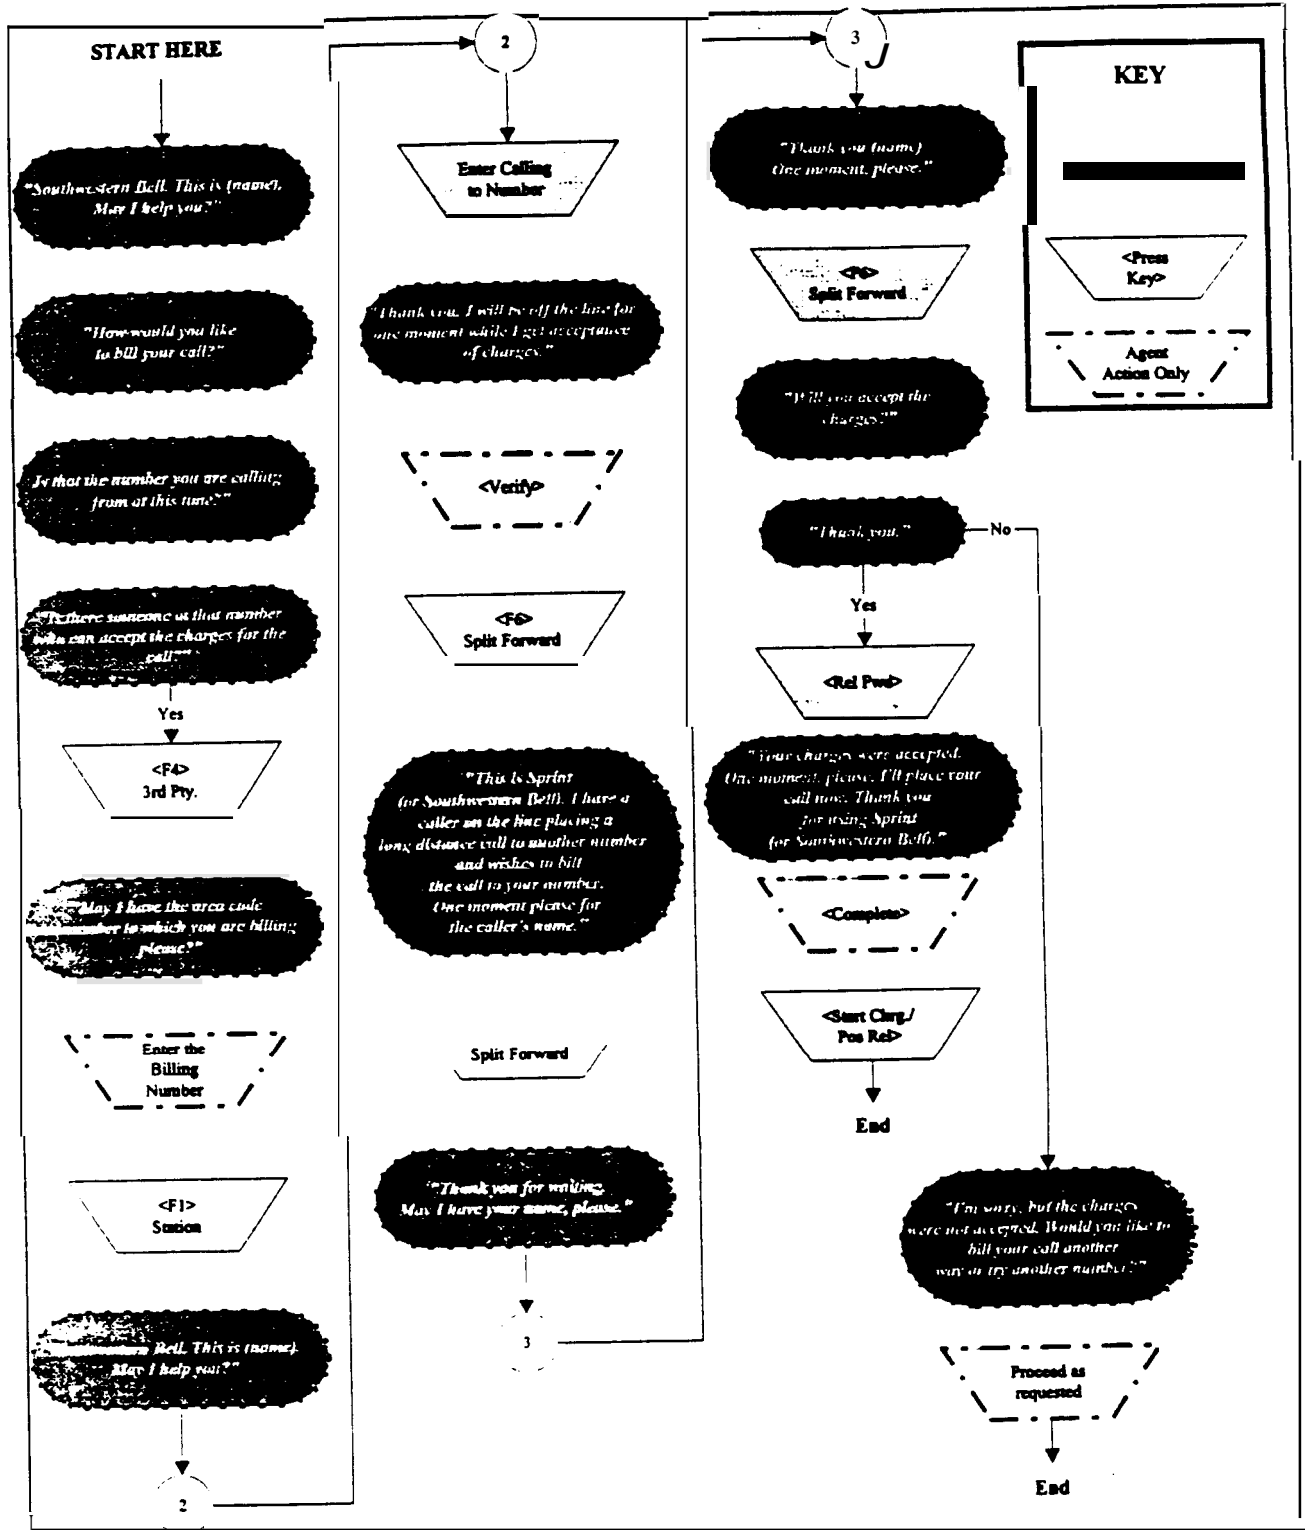 START HERE
"Southwestern Bell. This is (name).
May I help you?"
"How would you like
to bill your call?"
Is that the number you are calling
from at this time?"
"Is there someone at that number
who can accept the charges for the
call?"
Yes
<F4>
3rd Pty.
"May I have the area code
number to which you are billing
please?"
Enter the
Billing
Number
<F1>
Station
Bell. This is (name).
May I help you?"
2
2
Enter Calling
to Number
"Thank you. I will be off the line for
one moment while I get acceptance
of charges."
<Verify>
<F6>
Split Forward
"This is Sprint
(or Southwestern Bell). I have a
caller on the line placing a
long distance call to another number
and wishes to bill
the call to your number.
One moment please for
the caller's name."
Split Forward
"Thank you for waiting.
May I have your name, please."
3
3
"Thank you (name).
One moment, please."
<F6>
Split Forward
"Will you accept the
charges?"
"Thank you."
No
Yes
<Rel Fwd>
"Your charges were accepted.
One moment, please. I'll place your
call now. Thank you
for using Sprint
(or Southwestern Bell)."
<Complete>
<Start Chrg./
Pos Rel>
End
KEY
<Press
Key>
Agent
Action Only
"I'm sorry, but the charges
were not accepted. Would you like to
bill your call another
way or try another number?"
Proceed as
requested
End